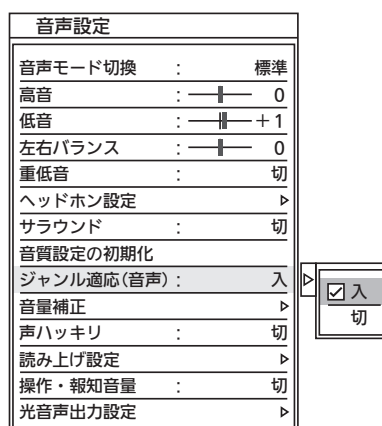 音声設定
音声モード切換 : 標準
高音 : 0
低音 : +1
左右バランス : 0
重低音 : 切
ヘッドホン設定
サラウンド : 切
音質設定の初期化
ジャンル適応(音声) : 入
音量補正
声ハッキリ : 切
読み上げ設定
操作・報知音量 : 切
光音声出力設定
入
切